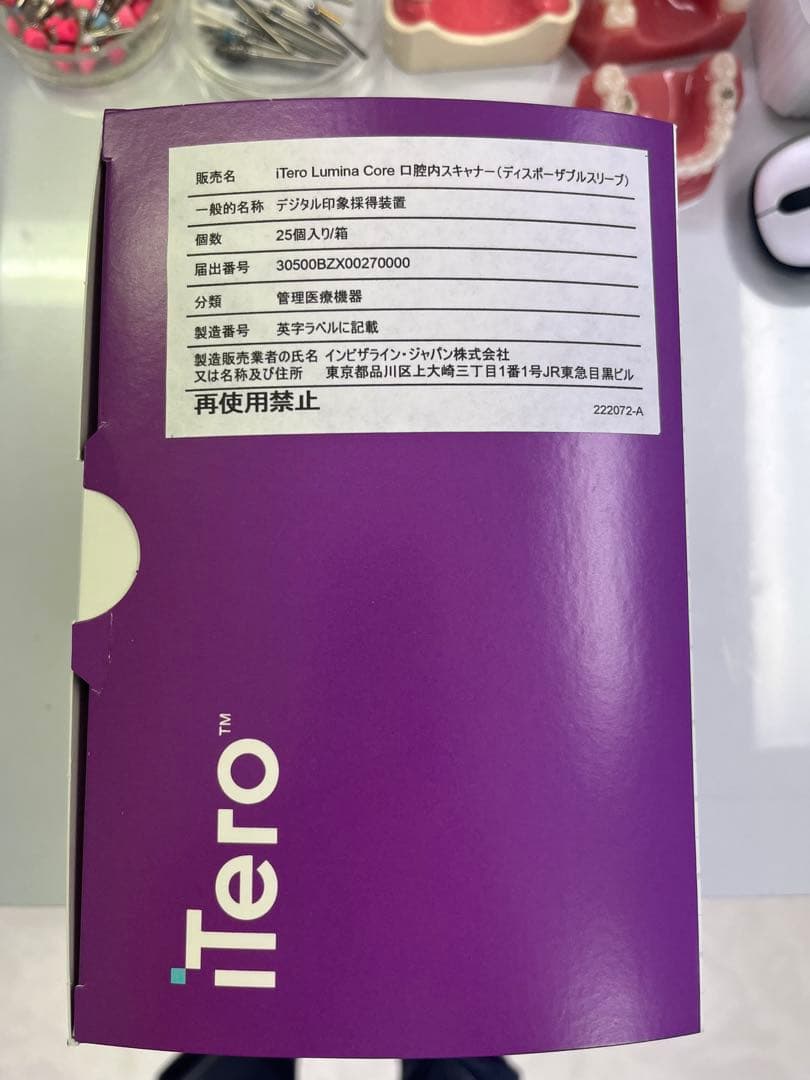 販売名 iTero Lumina Core 口腔内スキャナー(ディスポーザブルスリーブ)
一般的名称 デジタル印象採得装置
個数 25個入り/箱
届出番号 30500BZX00270000
分類 管理医療機器
製造番号 英字ラベルに記載
製造販売業者の氏名 インビザライン・ジャパン株式会社
又は名称及び住所 東京都品川区上大崎三丁目1番1号JR東急目黒ビル
再使用禁止
222072-A
iTero™